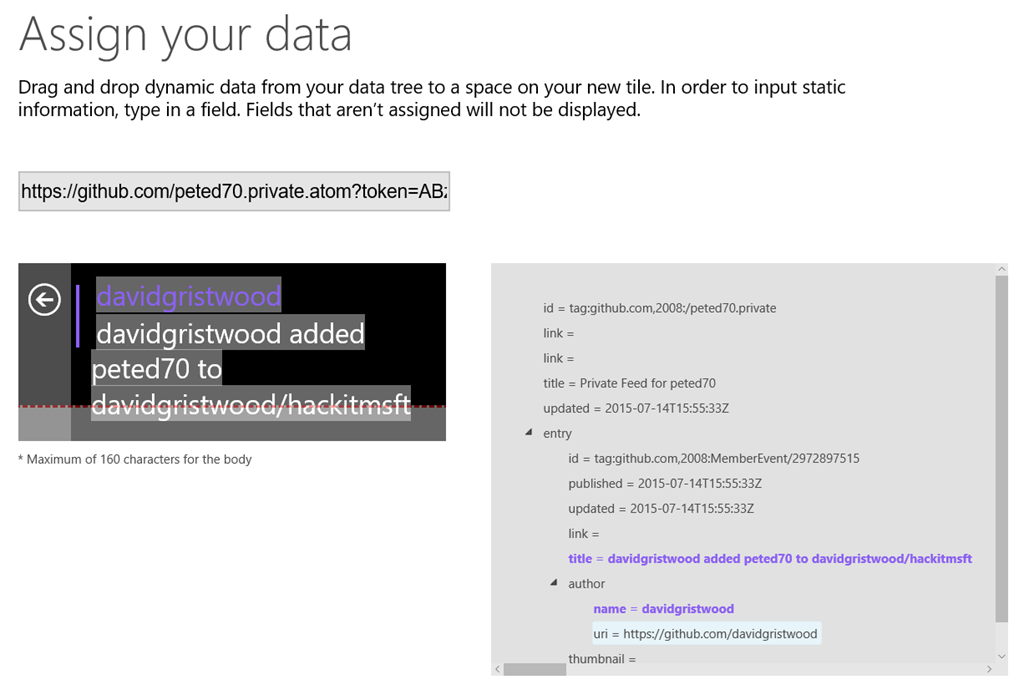 Assign your data
Drag and drop dynamic data from your data tree to a space on your new tile. In order to input static
information, type in a field. Fields that aren't assigned will not be displayed.
https://github.com/peted70.private.atom?token=AB
davidgristwood
davidgristwood added
peted70 to
davidgristwood/hackitmsft
* Maximum of 160 characters for the body
id = tag:github.com,2008:/peted70.private
link =
link =
title = Private Feed for peted70
updated = 2015-07-14T15:55:33Z
entry
id = tag:github.com,2008:MemberEvent/2972897515
published = 2015-07-14T15:55:33Z
updated = 2015-07-14T15:55:33Z
link =
title = davidgristwood added peted70 to davidgristwood/hackitmsft
author
name = davidgristwood
uri = https://github.com/davidgristwood
thumbnail =